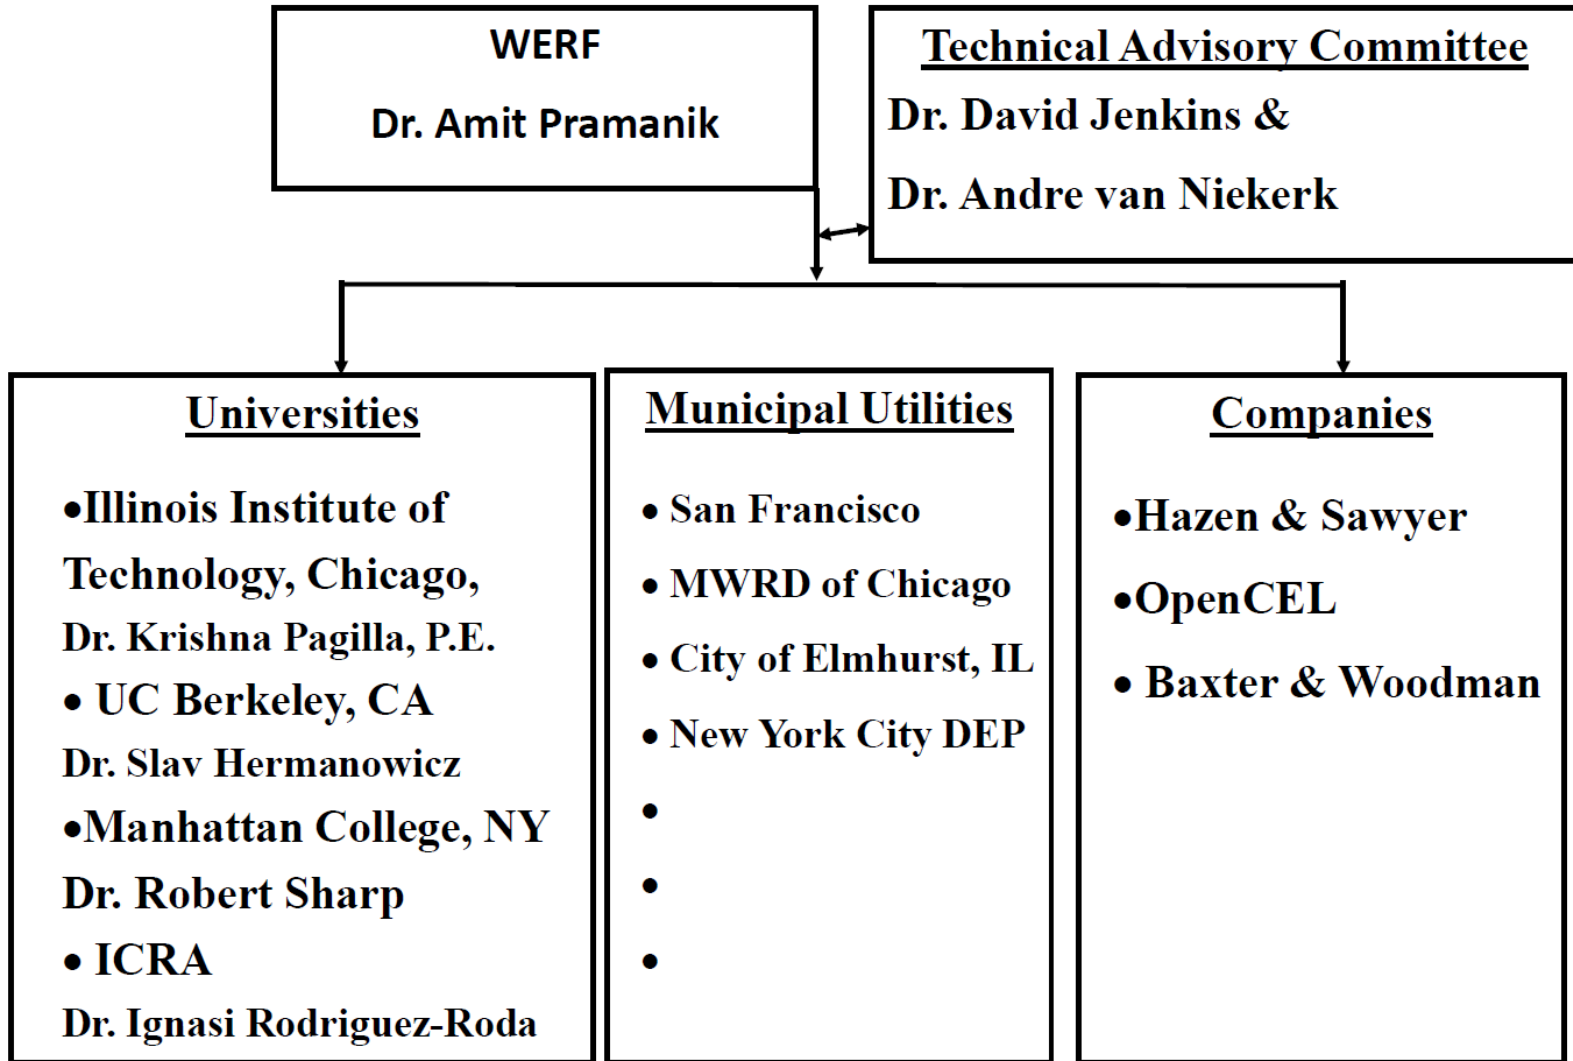 WERF
Dr. Amit Pramanik
Technical Advisory Committee
Dr. David Jenkins &
Dr. Andre van Niekerk
Universities
•Illinois Institute of
Technology, Chicago,
Dr. Krishna Pagilla, P.E.
• UC Berkeley, CA
Dr. Slav Hermanowicz
•Manhattan College, NY
Dr. Robert Sharp
• ICRA
Dr. Ignasi Rodriguez-Roda
Municipal Utilities
• San Francisco
• MWRD of Chicago
• City of Elmhurst, IL
• New York City DEP
•
•
•
Companies
•Hazen & Sawyer
•OpenCEL
• Baxter & Woodman